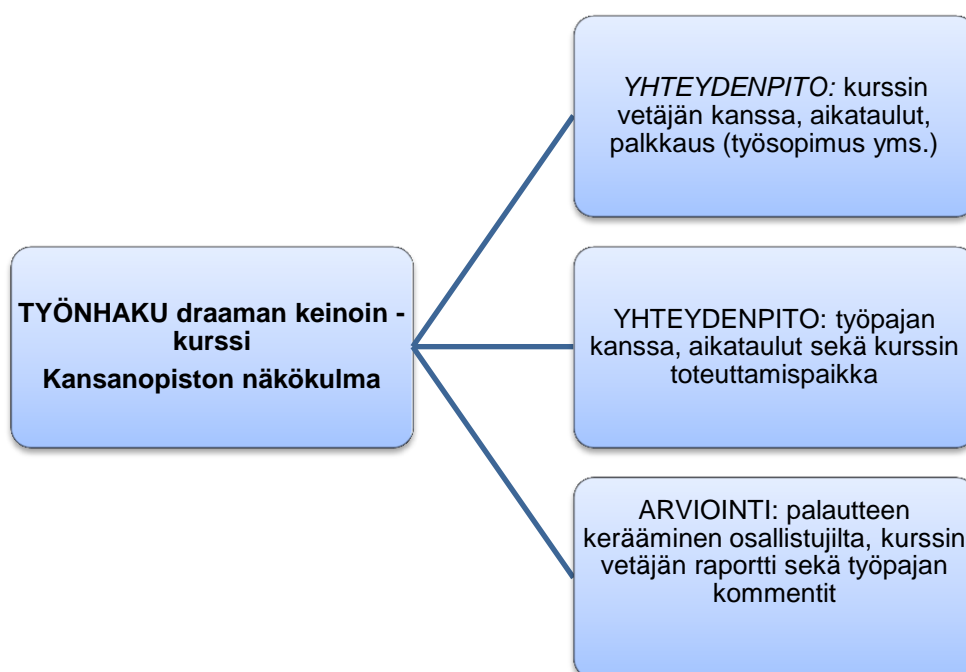 TYÖNHAKU draaman keinoin -
kurssi
Kansanopiston näkökulma
YHTEYDENPITO: kurssin
vetäjän kanssa, aikataulut,
palkkaus (työsopimus yms.)
YHTEYDENPITO: työpajan
kanssa, aikataulut sekä kurssin
toteuttamispaikka
ARVIOINTI: palautteen
kerääminen osallistujilta, kurssin
vetäjän raportti sekä työpajan
kommentit